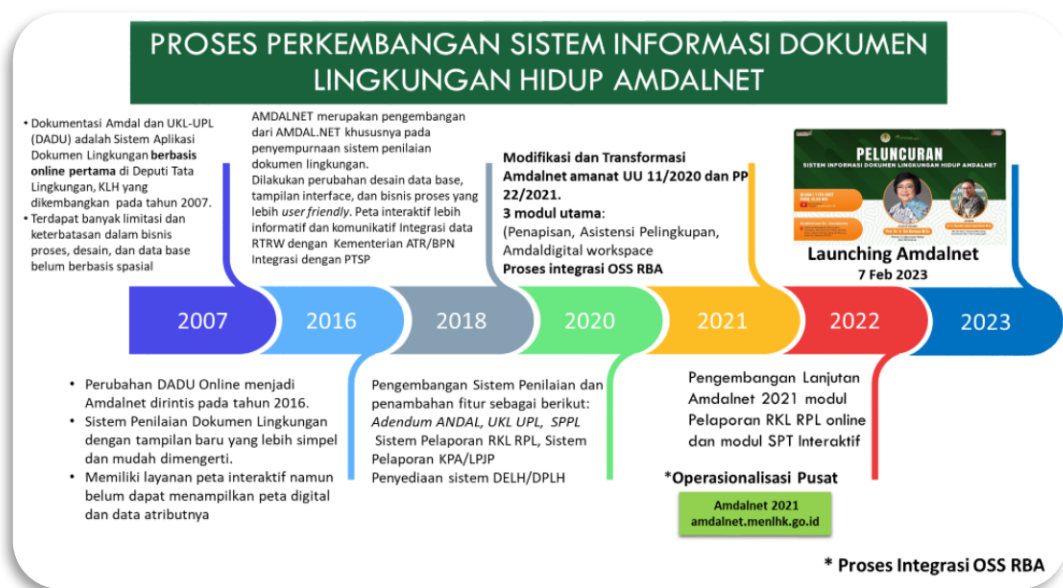 PROSES PERKEMBANGAN SISTEM INFORMASI DOKUMEN
LINGKUNGAN HIDUP AMDALNET
• Dokumentasi Amdal dan UKL-UPL
(DADU) adalah Sistem Aplikasi
Dokumen Lingkungan berbasis
online pertama di Deputi Tata
Lingkungan, KLH yang
dikembangkan pada tahun 2007.
• Terdapat banyak limitasi dan
keterbatasan dalam bisnis
proses, desain, dan data base
belum berbasis spasial
AMDALNET merupakan pengembangan
dari AMDAL.NET khususnya pada
penyempurnaan sistem penilaian
dokumen lingkungan.
Dilakukan perubahan desain data base,
tampilan interface, dan bisnis proses yang
lebih user friendly. Peta interaktif lebih
informatif dan komunikatif Integrasi data
RTRW dengan Kementerian ATR/BPN
Integrasi dengan PTSP
Modifikasi dan Transformasi
Amdalnet amanat UU 11/2020 dan PP
22/2021.
3 modul utama:
(Penapisan, Asistensi Pelingkupan,
Amdaldigital workspace
Proses integrasi OSS RBA
PELUNCURAN
SISTEM INFORMASI DOKUMEN LINGKUNGAN HIDUP AMDALNET
Launching Amdalnet
7 Feb 2023
2007
2016
2018
2020
2021
2022
2023
• Perubahan DADU Online menjadi
Amdalnet dirintis pada tahun 2016.
• Sistem Penilaian Dokumen Lingkungan
dengan tampilan baru yang lebih simpel
dan mudah dimengerti.
• Memiliki layanan peta interaktif namun
belum dapat menampilkan peta digital
dan data atributnya
Pengembangan Sistem Penilaian dan
penambahan fitur sebagai berikut:
Adendum ANDAL, UKL UPL, SPPL
Sistem Pelaporan RKL RPL, Sistem
Pelaporan KPA/LPJP
Penyediaan sistem DELH/DPLH
Pengembangan Lanjutan
Amdalnet 2021 modul
Pelaporan RKL RPL online
dan modul SPT Interaktif
*Operasionalisasi Pusat
Amdalnet 2021
amdalnet.menlhk.go.id
* Proses Integrasi OSS RBA